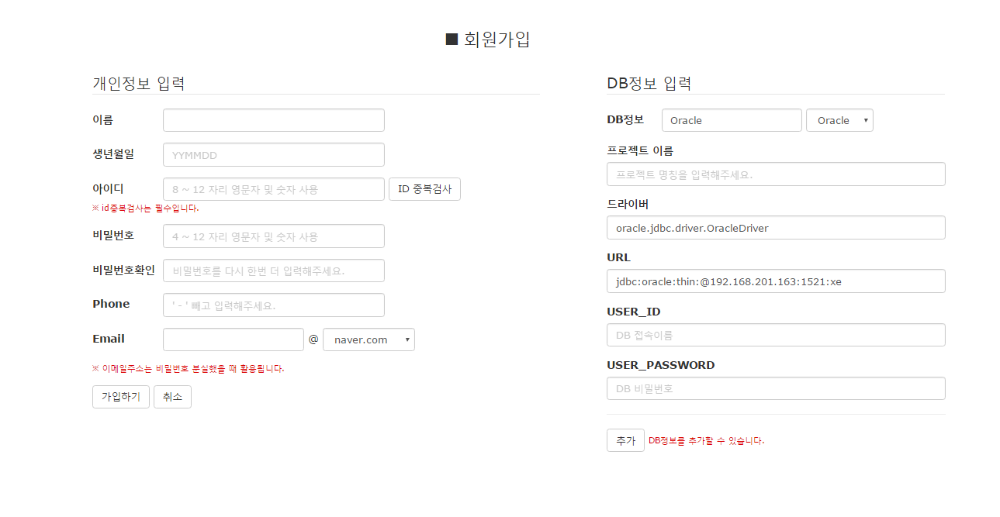 ■ 회원가입
개인정보 입력
이름
생년월일 YYMMDD
아이디 8 ~ 12 자리 영문자 및 숫자 사용 ID 중복검사
※ id중복검사는 필수입니다.
비밀번호 4 ~ 12 자리 영문자 및 숫자 사용
비밀번호확인 비밀번호를 다시 한번 더 입력해주세요.
Phone ' - ' 빼고 입력해주세요.
Email @ naver.com
※ 이메일주소는 비밀번호 분실했을 때 활용됩니다.
가입하기 취소
DB정보 입력
DB정보 Oracle Oracle
프로젝트 이름
프로젝트 명칭을 입력해주세요.
드라이버
oracle.jdbc.driver.OracleDriver
URL
jdbc:oracle:thin:@192.168.201.163:1521:xe
USER_ID
DB 접속이름
USER_PASSWORD
DB 비밀번호
추가 DB정보를 추가할 수 있습니다.